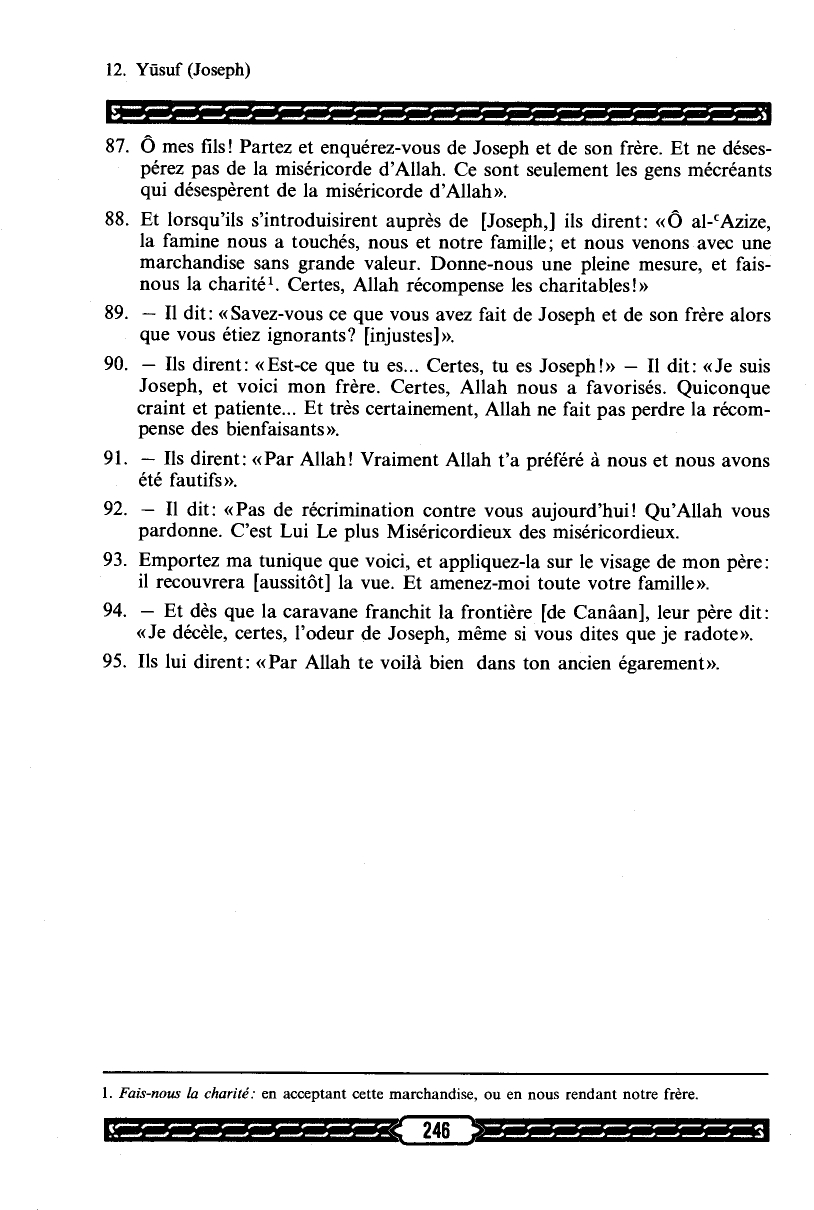 12. Yūsuf (Joseph)
87. Ô mes fils! Partez et enquérez-vous de Joseph et de son frère. Et ne déses-
pérez pas de la miséricorde d'Allah. Ce sont seulement les gens mécréants
qui désespèrent de la miséricorde d'Allah».
88. Et lorsqu'ils s'introduisirent auprès de [Joseph,] ils dirent: «Ô al-ʿAzize,
la famine nous a touchés, nous et notre famille; et nous venons avec une
marchandise sans grande valeur. Donne-nous une pleine mesure, et fais-
nous la charité¹. Certes, Allah récompense les charitables!»
89. — Il dit: «Savez-vous ce que vous avez fait de Joseph et de son frère alors
que vous étiez ignorants? [injustes]».
90. — Ils dirent: «Est-ce que tu es... Certes, tu es Joseph!» — Il dit: «Je suis
Joseph, et voici mon frère. Certes, Allah nous a favorisés. Quiconque
craint et patiente... Et très certainement, Allah ne fait pas perdre la récom-
pense des bienfaisants».
91. — Ils dirent: «Par Allah! Vraiment Allah t'a préféré à nous et nous avons
été fautifs».
92. — Il dit: «Pas de récrimination contre vous aujourd'hui! Qu'Allah vous
pardonne. C'est Lui Le plus Miséricordieux des miséricordieux.
93. Emportez ma tunique que voici, et appliquez-la sur le visage de mon père:
il recouvrera [aussitôt] la vue. Et amenez-moi toute votre famille».
94. — Et dès que la caravane franchit la frontière [de Canâan], leur père dit:
«Je décèle, certes, l'odeur de Joseph, même si vous dites que je radote».
95. Ils lui dirent: «Par Allah te voilà bien dans ton ancien égarement».
1. Fais-nous la charité: en acceptant cette marchandise, ou en nous rendant notre frère.
246